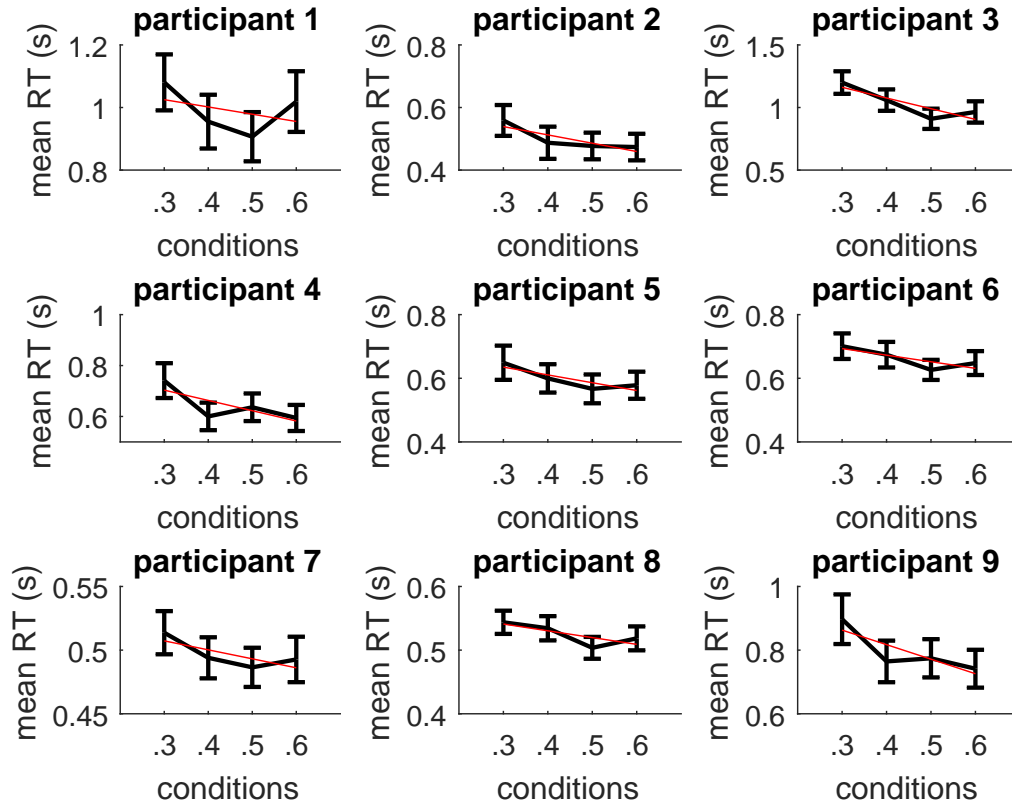 participant 1
participant 2
participant 3
mean RT (s)
1.2
1
0.8
.3 .4 .5 .6
conditions
mean RT (s)
0.8
0.6
0.4
.3 .4 .5 .6
conditions
mean RT (s)
1.5
1
0.5
.3 .4 .5 .6
conditions
participant 4
participant 5
participant 6
mean RT (s)
1
0.8
0.6
.3 .4 .5 .6
conditions
mean RT (s)
0.8
0.6
0.4
.3 .4 .5 .6
conditions
mean RT (s)
0.8
0.6
0.4
.3 .4 .5 .6
conditions
participant 7
participant 8
participant 9
mean RT (s)
0.55
0.5
0.45
.3 .4 .5 .6
conditions
mean RT (s)
0.6
0.5
0.4
.3 .4 .5 .6
conditions
mean RT (s)
1
0.8
0.6
.3 .4 .5 .6
conditions